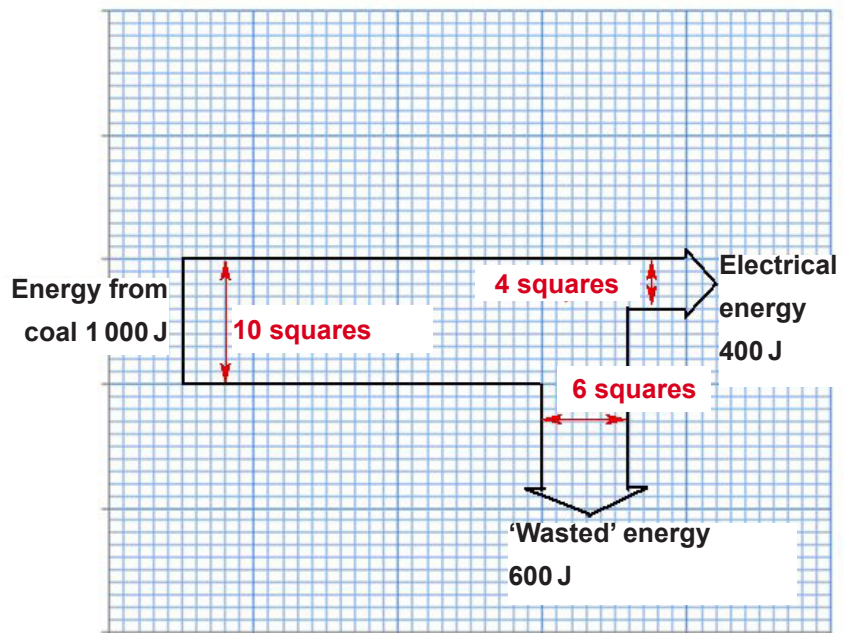 Energy from
coal 1 000 J
10 squares
4 squares
Electrical
energy
400 J
6 squares
‘Wasted’ energy
600 J